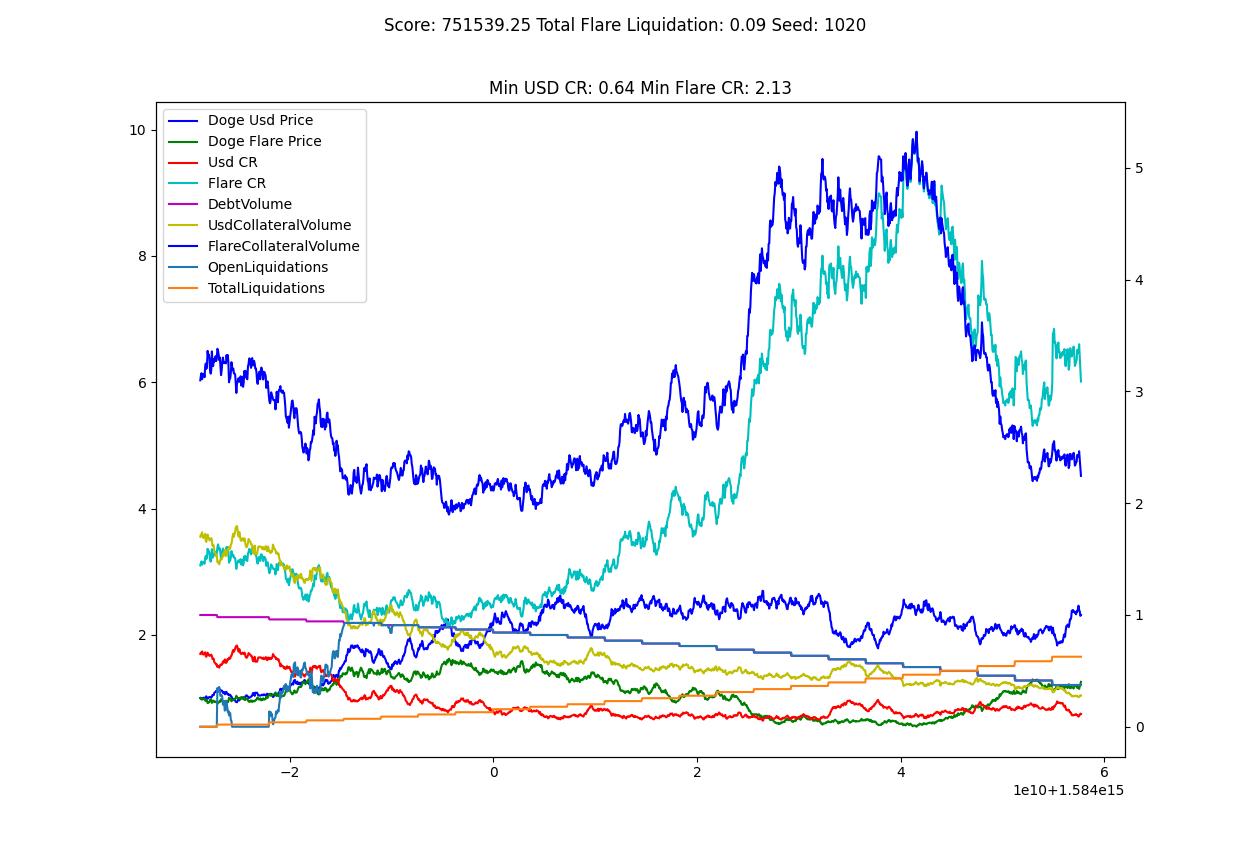 Score: 751539.25 Total Flare Liquidation: 0.09 Seed: 1020
Min USD CR: 0.64 Min Flare CR: 2.13
Doge Usd Price
Doge Flare Price
Usd CR
Flare CR
DebtVolume
UsdCollateralVolume
FlareCollateralVolume
OpenLiquidations
TotalLiquidations
10
8
6
4
2
5
4
3
2
1
0
−2
0
2
4
6
1e10+1.584e15